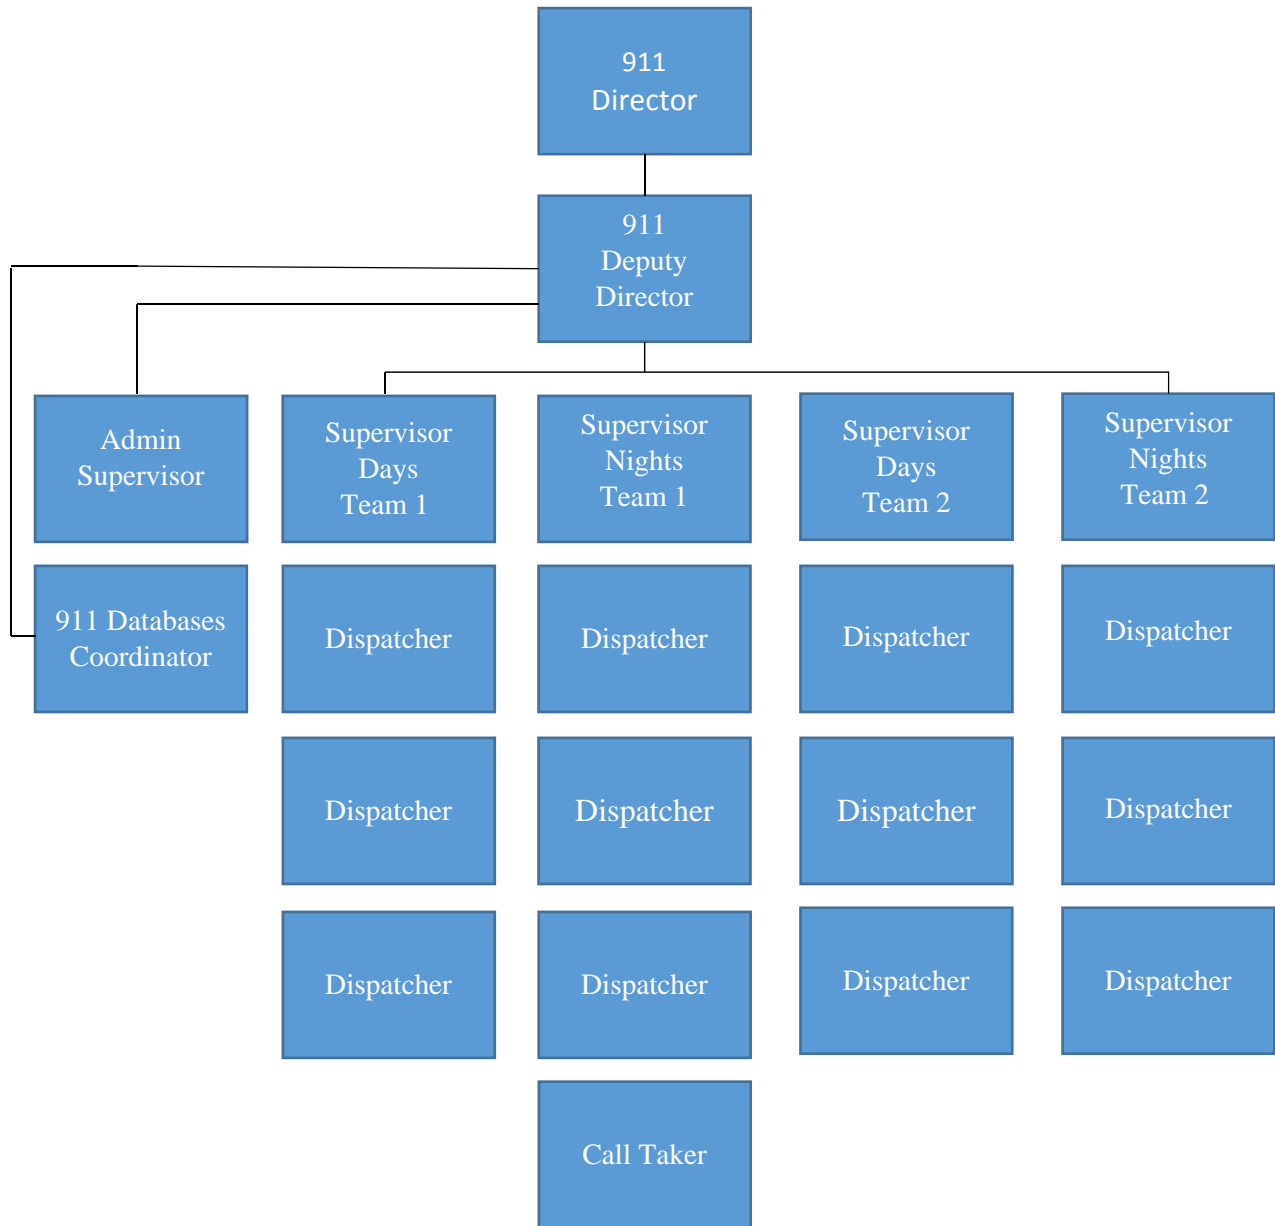 911
Director
911
Deputy
Director
Admin
Supervisor
Supervisor
Days
Team 1
Supervisor
Nights
Team 1
Supervisor
Days
Team 2
Supervisor
Nights
Team 2
911 Databases
Coordinator
Dispatcher
Dispatcher
Dispatcher
Dispatcher
Dispatcher
Dispatcher
Dispatcher
Dispatcher
Dispatcher
Dispatcher
Dispatcher
Dispatcher
Call Taker